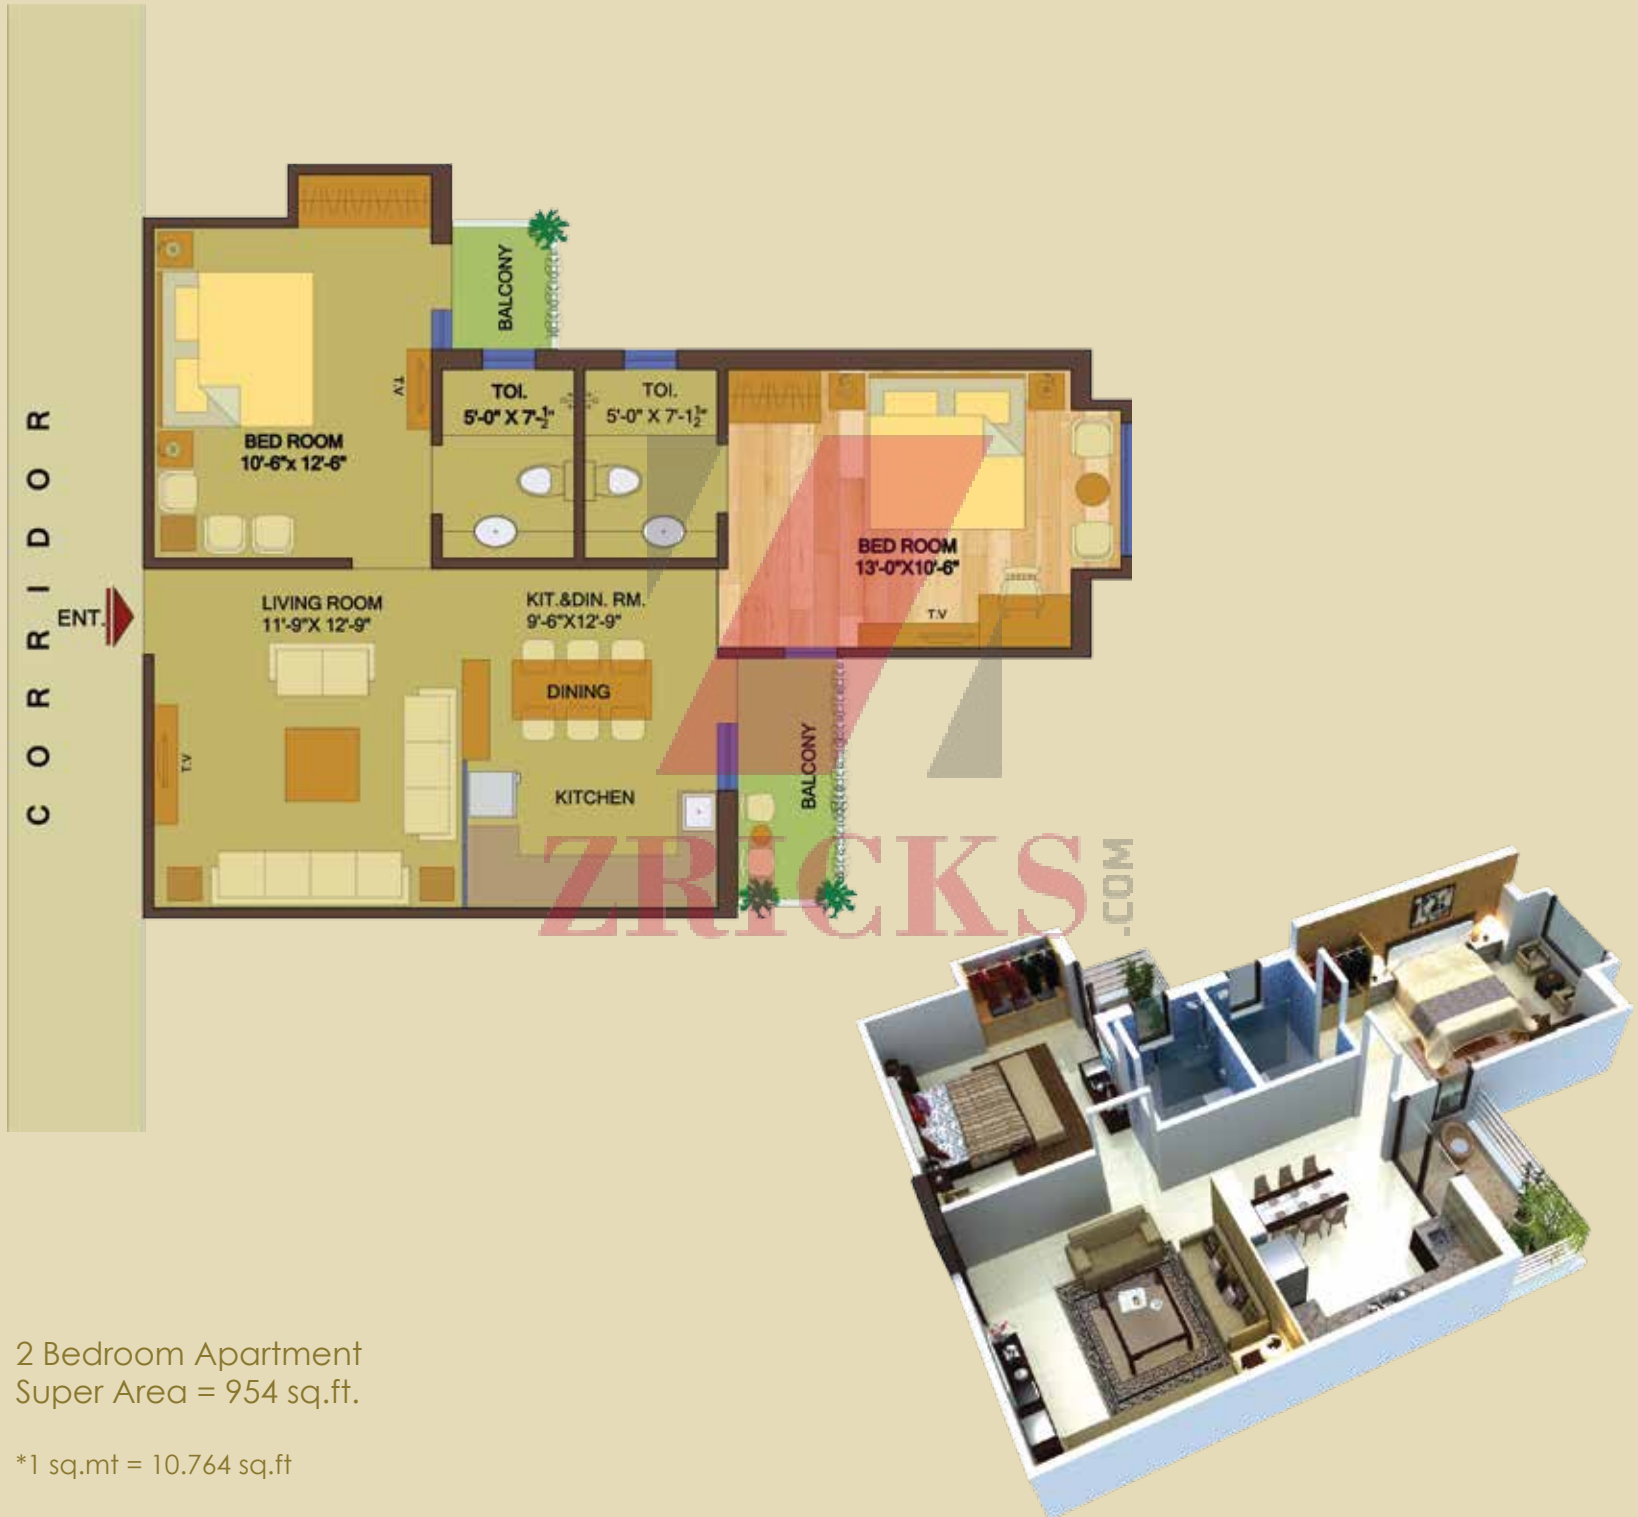 CORRIDOR
BALCONY
TOI.
5'-0" X 7'-½"
TOI.
5'-0" X 7'-1½"
T.V
BED ROOM
10'-6"x 12'-6"
BED ROOM
13'-0"X10'-6"
T.V
ENT.
LIVING ROOM
11'-9"X 12'-9"
KIT.&DIN. RM.
9'-6"X12'-9"
DINING
T.V
KITCHEN
BALCONY
ZRICKS
.COM
2 Bedroom Apartment
Super Area = 954 sq.ft.
*1 sq.mt = 10.764 sq.ft